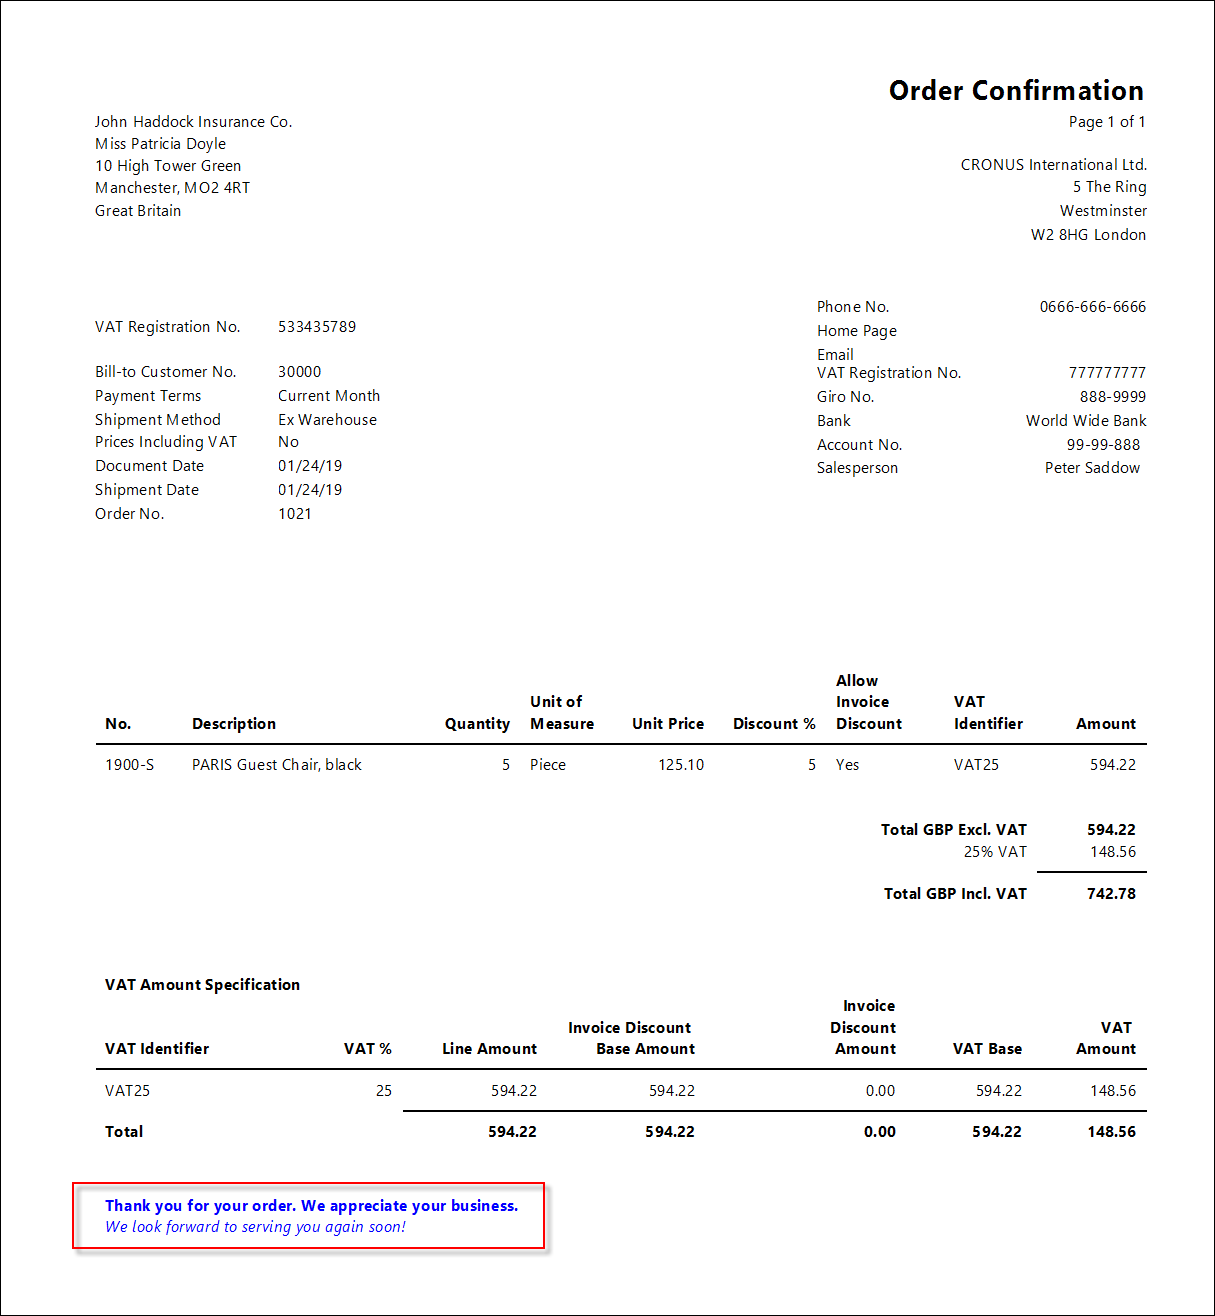 Order Confirmation
Page 1 of 1
John Haddock Insurance Co.
Miss Patricia Doyle
10 High Tower Green
Manchester, MO2 4RT
Great Britain
CRONUS International Ltd.
5 The Ring
Westminster
W2 8HG London
VAT Registration No. 533435789
Bill-to Customer No. 30000
Payment Terms Current Month
Shipment Method Ex Warehouse
Prices Including VAT No
Document Date 01/24/19
Shipment Date 01/24/19
Order No. 1021
Phone No. 0666-666-6666
Home Page
Email
VAT Registration No. 777777777
Giro No. 888-9999
Bank World Wide Bank
Account No. 99-99-888
Salesperson Peter Saddow
No. Description Quantity Unit of Measure Unit Price Discount % Allow Invoice Discount VAT Identifier Amount
1900-S PARIS Guest Chair, black 5 Piece 125.10 5 Yes VAT25 594.22
Total GBP Excl. VAT 594.22
25% VAT 148.56
Total GBP Incl. VAT 742.78
VAT Amount Specification
VAT Identifier VAT % Line Amount Invoice Discount Base Amount Invoice Discount Amount VAT Base VAT Amount
VAT25 25 594.22 594.22 0.00 594.22 148.56
Total 594.22 594.22 0.00 594.22 148.56
Thank you for your order. We appreciate your business.
We look forward to serving you again soon!